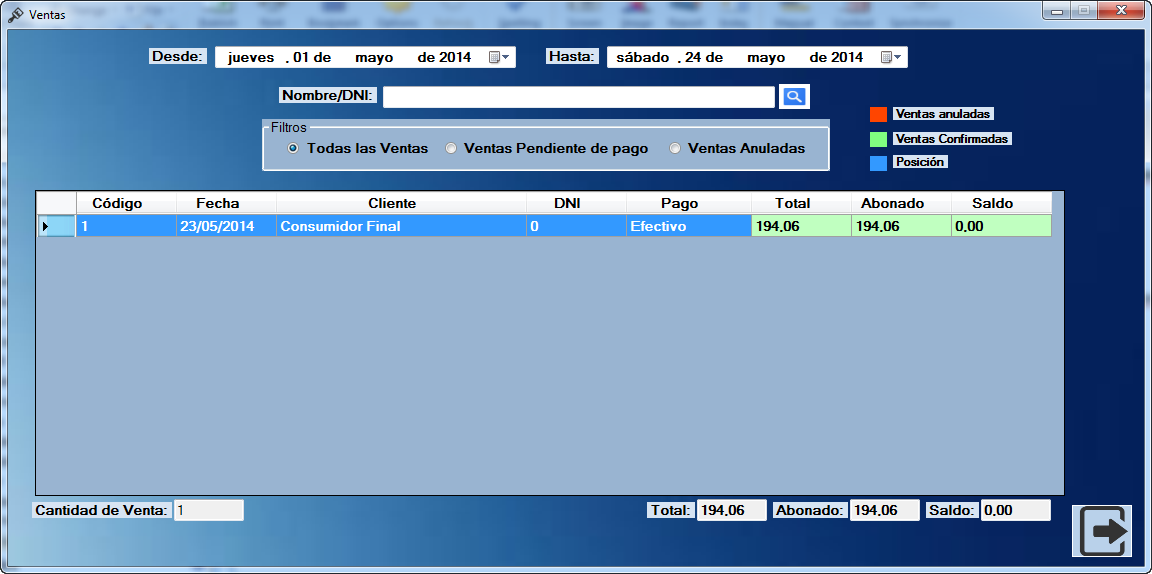 Ventas
Desde: jueves , 01 de mayo de 2014 Hasta: sábado , 24 de mayo de 2014
Nombre/DNI:
Ventas anuladas
Filtros
Todas las Ventas Ventas Pendiente de pago Ventas Anuladas
Ventas Confirmadas
Posición
Código Fecha Cliente DNI Pago Total Abonado Saldo
1 23/05/2014 Consumidor Final 0 Efectivo 194.06 194.06 0.00
Cantidad de Venta: 1 Total: 194.06 Abonado: 194.06 Saldo: 0.00